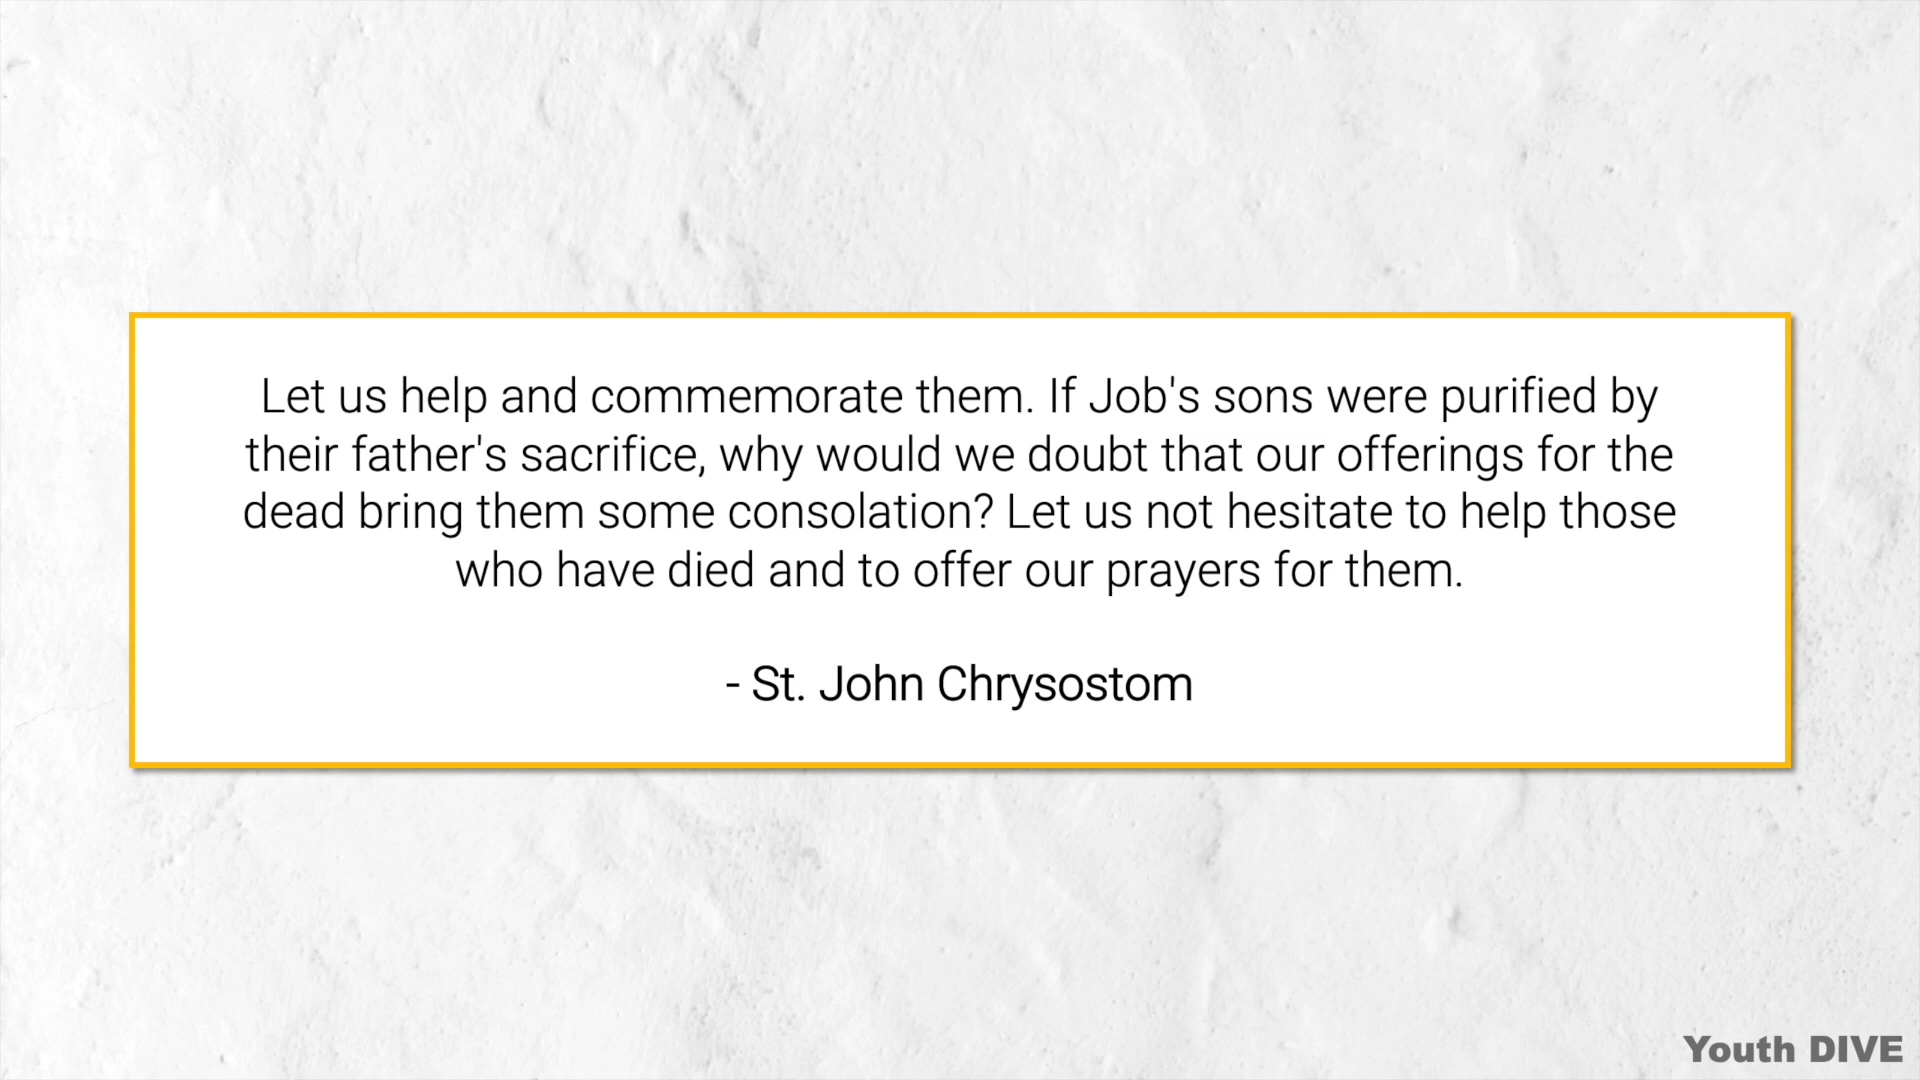 Let us help and commemorate them. If Job's sons were purified by
their father's sacrifice, why would we doubt that our offerings for the
dead bring them some consolation? Let us not hesitate to help those
who have died and to offer our prayers for them.
- St. John Chrysostom
Youth DIVE